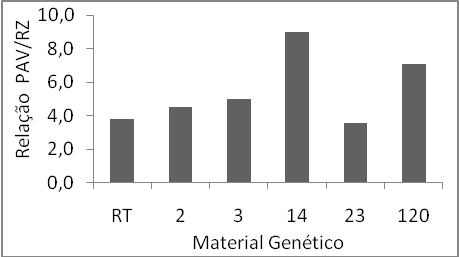 10,0
8,0
6,0
4,0
2,0
0,0
Relação PAV/RZ
RT 2 3 14 23 120
Material Genético